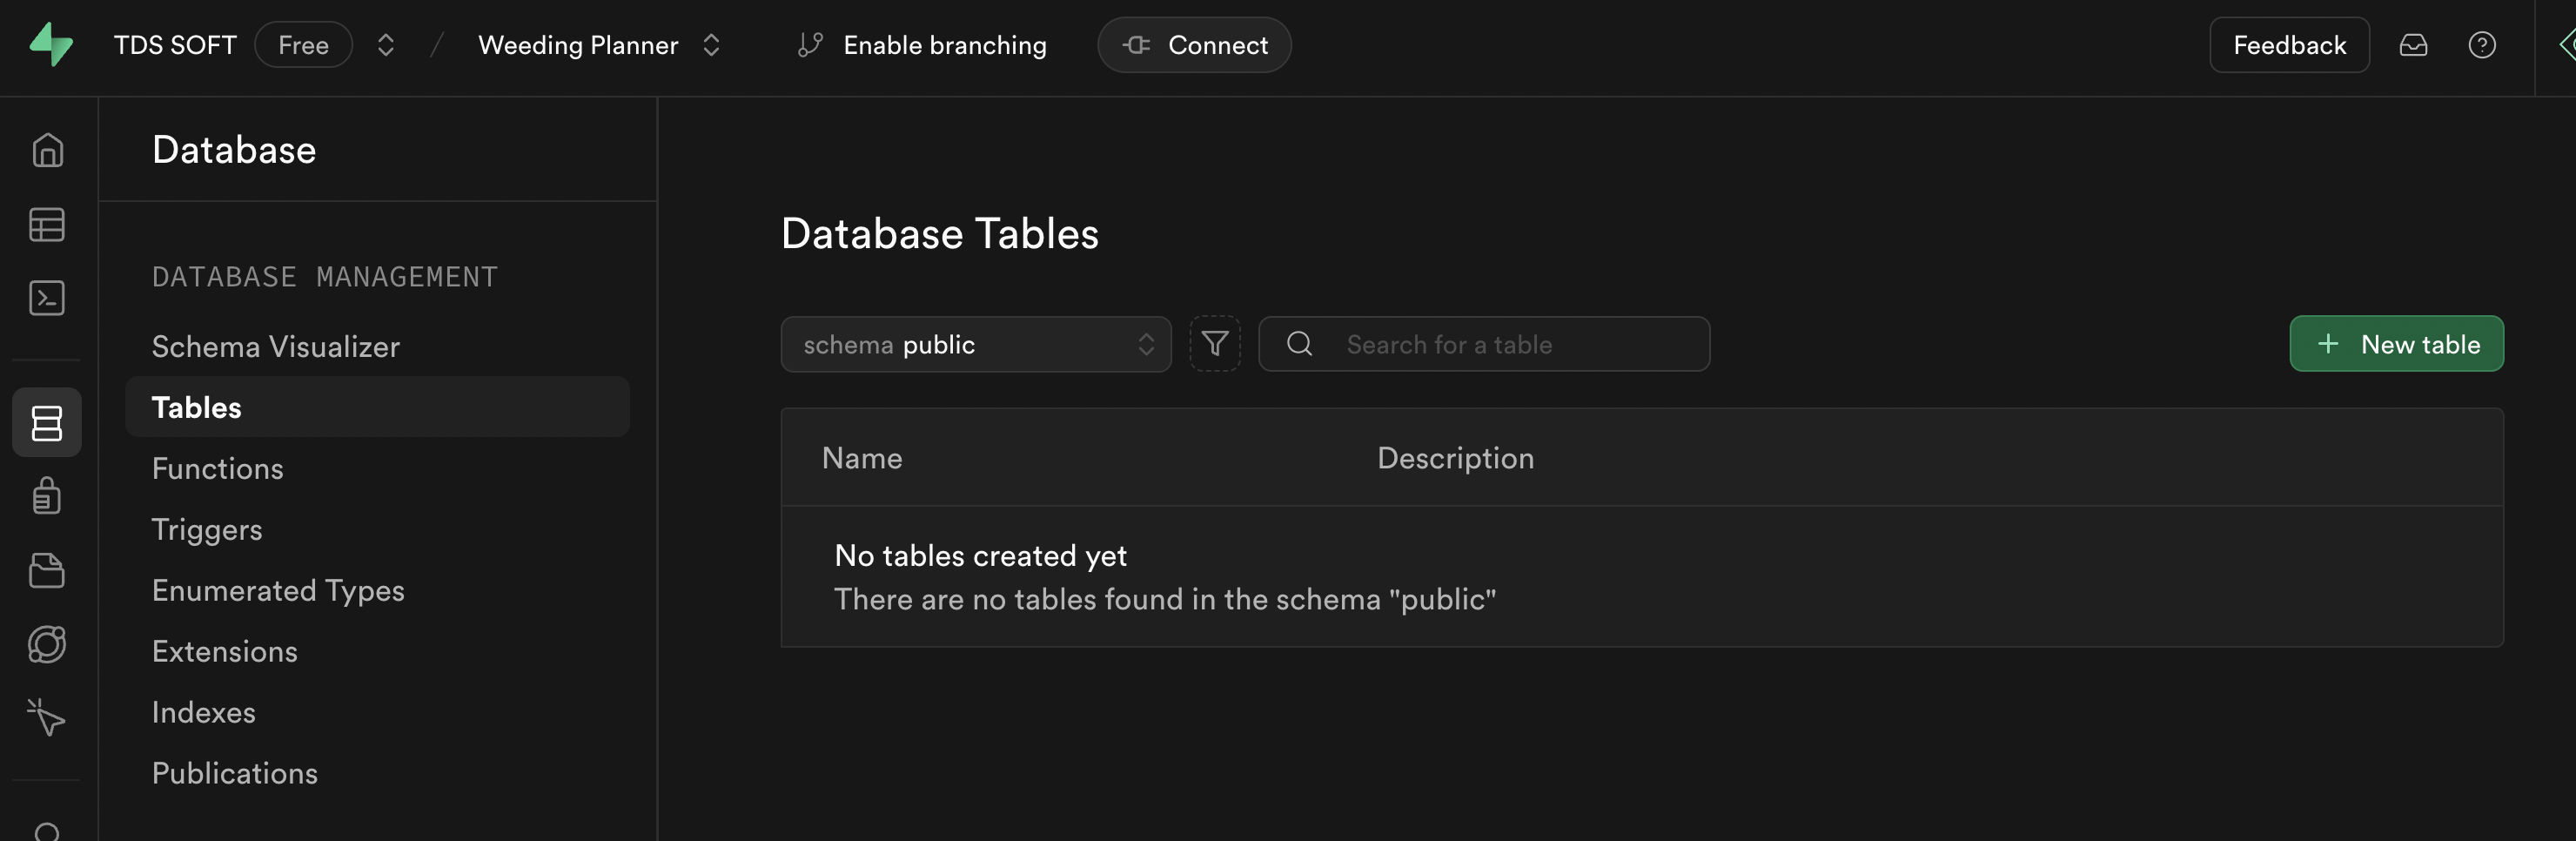 TDS SOFT Free / Weeding Planner Enable branching Connect Feedback
Database
DATABASE MANAGEMENT
Schema Visualizer
Tables
Functions
Triggers
Enumerated Types
Extensions
Indexes
Publications
Database Tables
schema public Search for a table New table
Name Description
No tables created yet
There are no tables found in the schema "public"